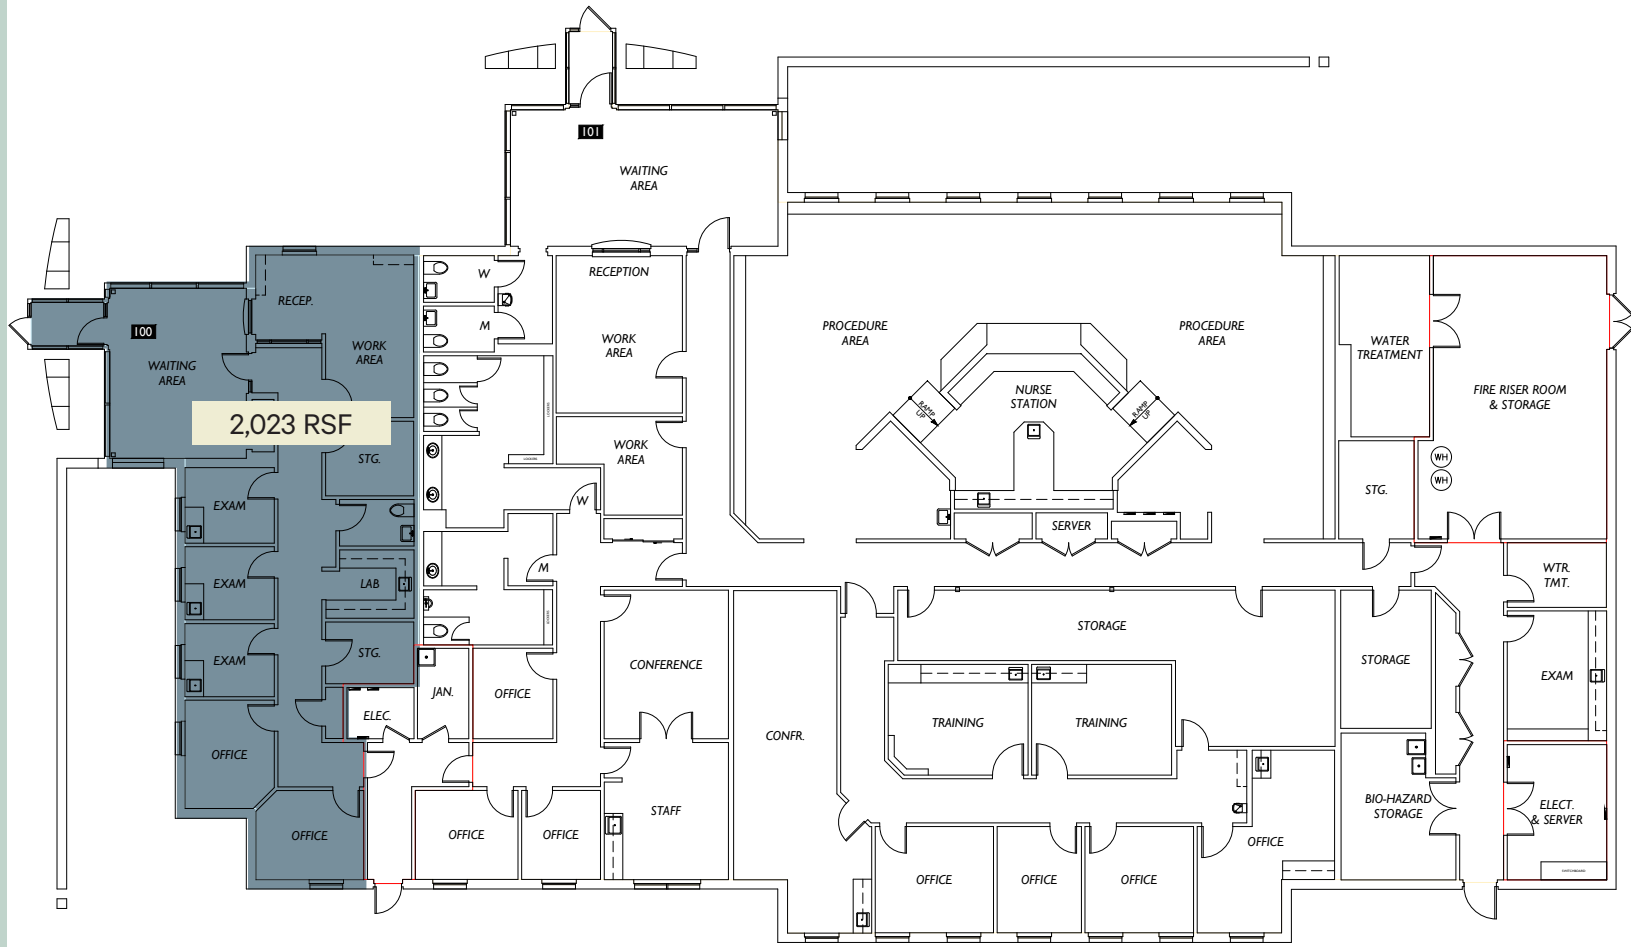 101
WAITING
AREA
W
RECEPTION
RECEP.
100
M
WORK
AREA
WORK
AREA
WAITING
AREA
PROCEDURE
AREA
PROCEDURE
AREA
WATER
TREATMENT
NURSE
STATION
RAMP
UP
RAMP
UP
FIRE RISER ROOM
& STORAGE
2,023 RSF
WORK
AREA
STG.
WH
WH
STG.
EXAM
W
SERVER
EXAM
LAB
M
WTR.
TMT.
STORAGE
EXAM
STG.
CONFERENCE
STORAGE
EXAM
JAN.
OFFICE
ELEC.
TRAINING
TRAINING
CONFR.
OFFICE
BIO-HAZARD
STORAGE
ELECT.
& SERVER
STAFF
OFFICE
OFFICE
OFFICE
OFFICE
OFFICE
OFFICE
OFFICE